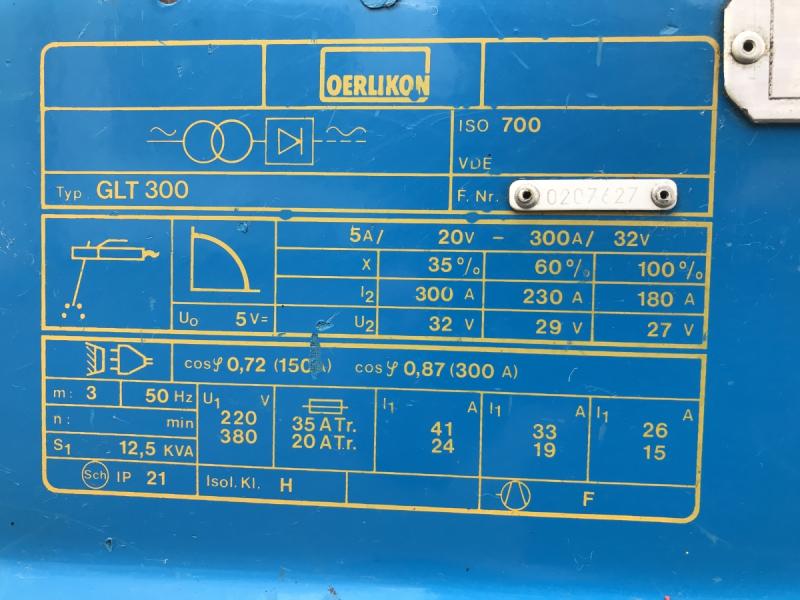 OERLIKON
ISO 700
VDE
Typ. GLT 300
F. Nr. 0207627
5A/ 20V – 300A/ 32V
X 35% 60% 100%
I2 300 A 230 A 180 A
U0 5 V= U2 32 V 29 V 27 V
cosφ 0,72 (150A) cosφ 0,87 (300 A)
m: 3 50 Hz U1 V I1 A I1 A I1 A
220 35 A Tr. 41 33 26
n: min 380 20 A Tr. 24 19 15
S1 12,5 KVA
Sch IP 21 Isol. Kl. H F